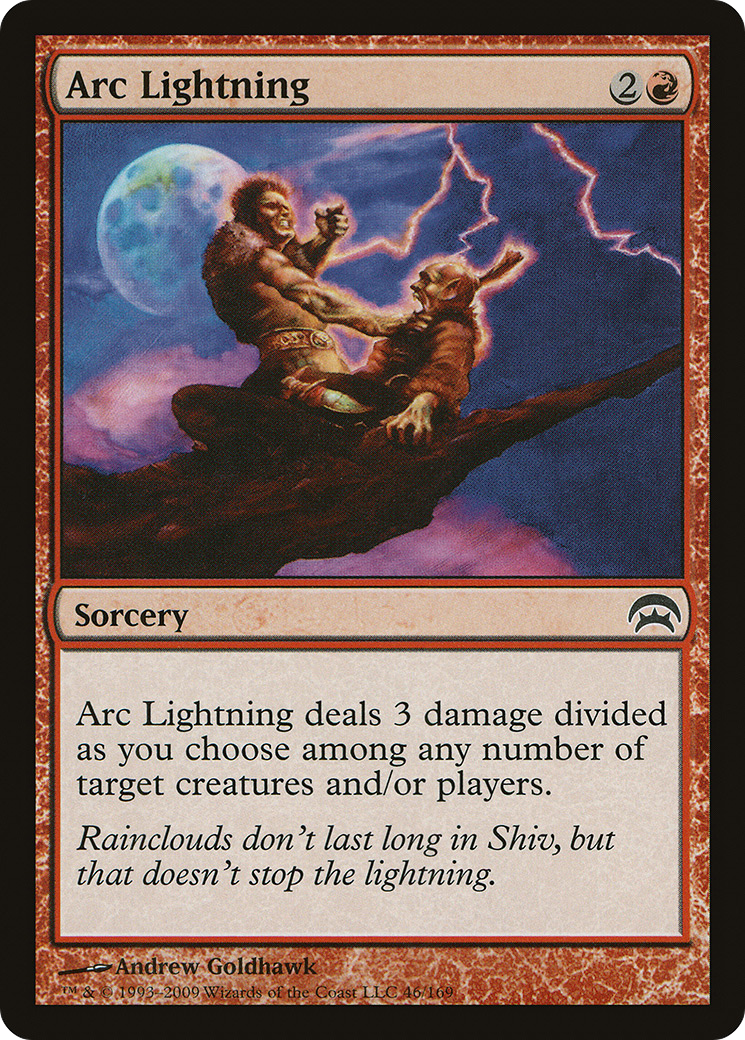 Arc Lightning 2
Sorcery
Arc Lightning deals 3 damage divided
as you choose among any number of
target creatures and/or players.
Rainclouds don't last long in Shiv, but
that doesn't stop the lightning.
Andrew Goldhawk
™ & © 1993–2009 Wizards of the Coast LLC 46/169